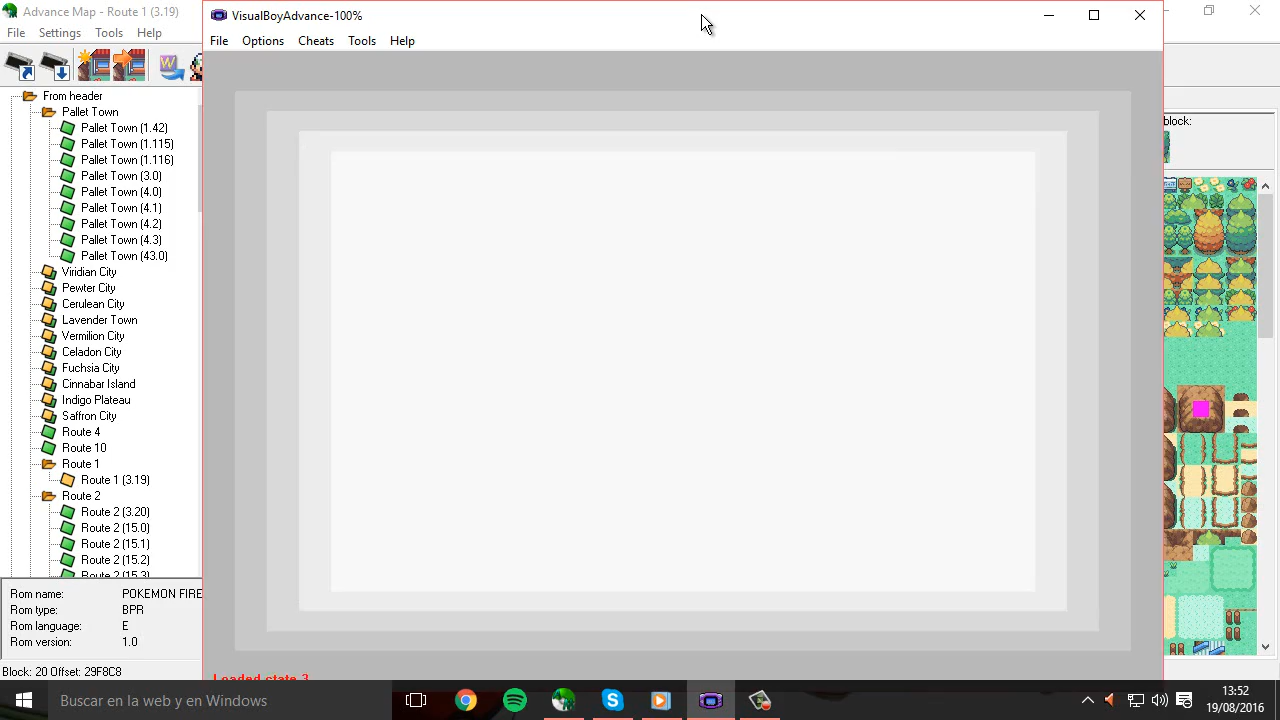 Advance Map - Route 1 (3.19)
File Settings Tools Help
VisualBoyAdvance-100%
File Options Cheats Tools Help
From header
Pallet Town
Pallet Town (1.42)
Pallet Town (1.115)
Pallet Town (1.116)
Pallet Town (3.0)
Pallet Town (4.0)
Pallet Town (4.1)
Pallet Town (4.2)
Pallet Town (4.3)
Pallet Town (43.0)
Viridian City
Pewter City
Cerulean City
Lavender Town
Vermilion City
Celadon City
Fuchsia City
Cinnabar Island
Indigo Plateau
Saffron City
Route 4
Route 10
Route 1
Route 1 (3.19)
Route 2
Route 2 (3.20)
Route 2 (15.0)
Route 2 (15.1)
Route 2 (15.2)
Route 2 (15.3)
Rom name: POKEMON FIRE
Rom type: BPR
Rom language: E
Rom version: 1.0
Block: 20 Offset: 29F8C8
block:
Loaded state 3
Buscar en la web y en Windows
13:52
19/08/2016